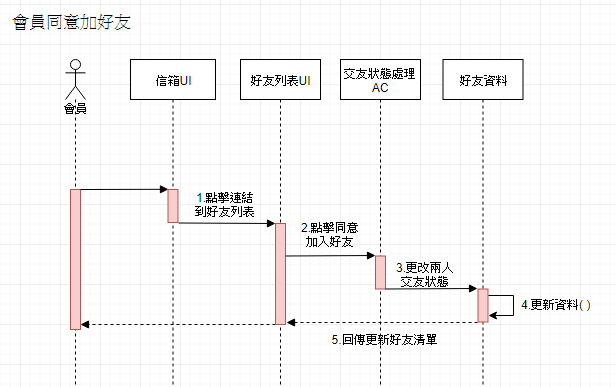 會員同意加好友
信箱UI
好友列表UI
交友狀態處理
AC
好友資料
會員
1.點擊連結
到好友列表
2.點擊同意
加入好友
3.更改兩人
交友狀態
4.更新資料( )
5.回傳更新好友清單